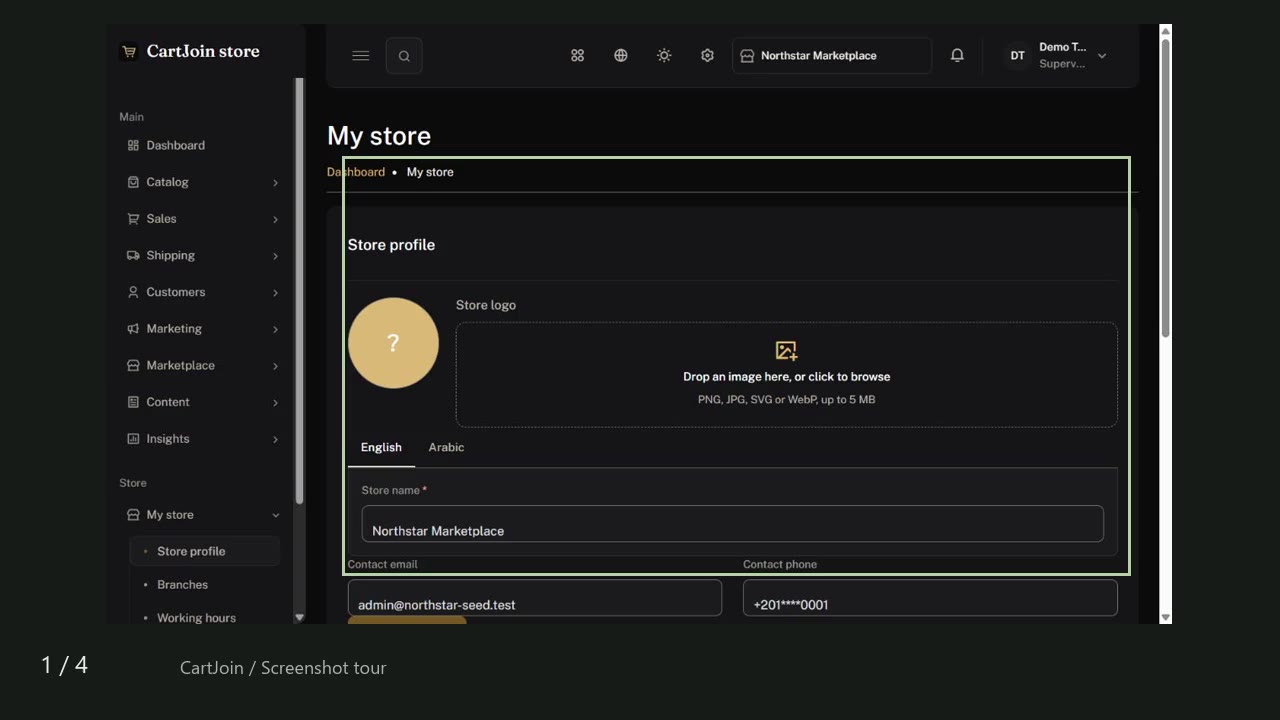 CartJoin store
Northstar Marketplace
DT
Demo T...
Superv...
Main
Dashboard
Catalog
Sales
Shipping
Customers
Marketing
Marketplace
Content
Insights
Store
My store
Store profile
Branches
Working hours
My store
Dashboard • My store
Store profile
?
Store logo
Drop an image here, or click to browse
PNG, JPG, SVG or WebP, up to 5 MB
English
Arabic
Store name *
Northstar Marketplace
Contact email
Contact phone
admin@northstar-seed.test
+201****0001
1 / 4
CartJoin / Screenshot tour